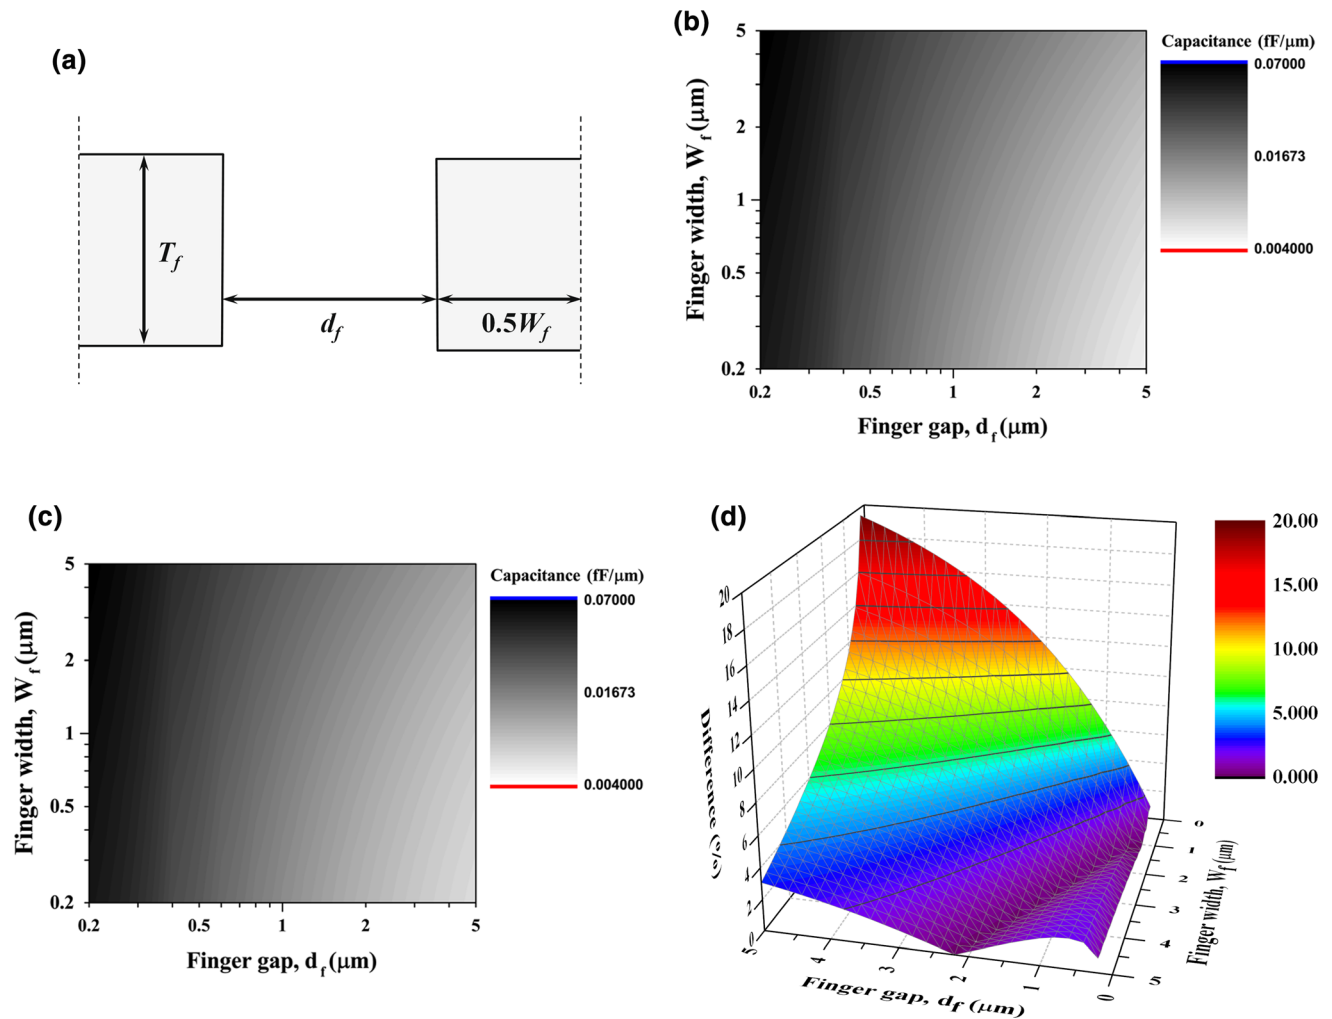 (a)
T_f
d_f
0.5W_f
(b)
Capacitance (fF/μm)
0.07000
0.01673
0.004000
Finger width, W_f (μm)
5
2
1
0.5
0.2
0.2 0.5 1 2 5
Finger gap, d_f (μm)
(c)
Capacitance (fF/μm)
0.07000
0.01673
0.004000
Finger width, W_f (μm)
5
2
1
0.5
0.2
0.2 0.5 1 2 5
Finger gap, d_f (μm)
(d)
20.00
15.00
10.00
5.000
0.000
Difference (%)
20
18
16
14
12
10
8
6
4
2
0
5 4 3 2 1 0
Finger gap, d_f (μm)
0
1
2
3
4
5
Finger width, W_f (μm)